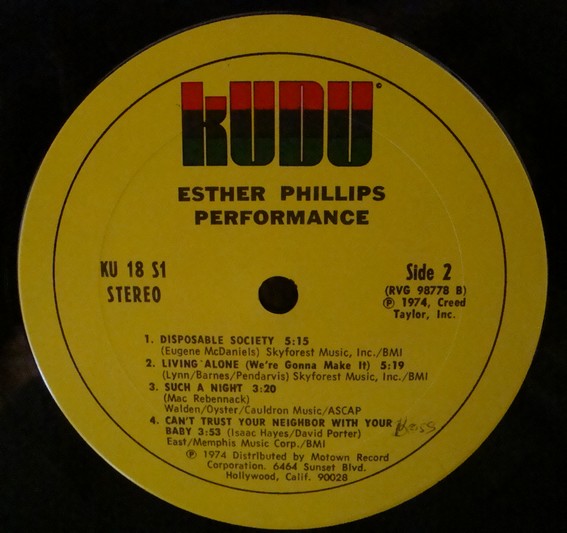 KUDU
ESTHER PHILLIPS
PERFORMANCE
KU 18 S1
STEREO
Side 2
(RVG 98778 B)
℗ 1974, Creed
Taylor, Inc.
1. DISPOSABLE SOCIETY 5:15
(Eugene McDaniels) Skyforest Music, Inc./BMI
2. LIVING ALONE (We're Gonna Make It) 5:19
(Lynn/Barnes/Pendarvis) Skyforest Music, Inc./BMI
3. SUCH A NIGHT 3:20
(Mac Rebennack)
Walden/Oyster/Cauldron Music/ASCAP
4. CAN'T TRUST YOUR NEIGHBOR WITH YOUR
BABY 3:53 (Isaac Hayes/David Porter)
East/Memphis Music Corp./BMI
℗ 1974 Distributed by Motown Record
Corporation. 6464 Sunset Blvd.
Hollywood, Calif. 90028